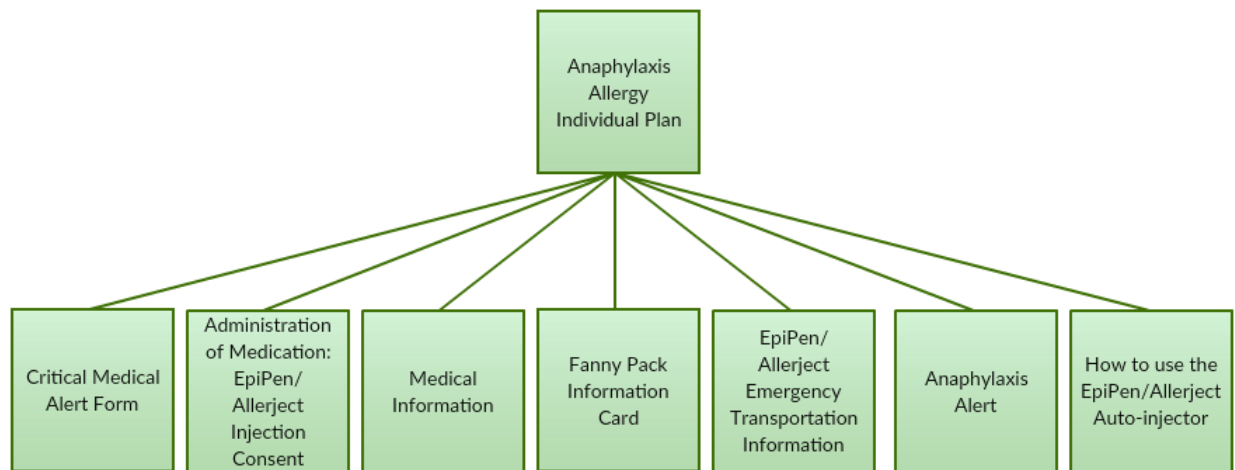 Anaphylaxis
Allergy
Individual Plan
Critical Medical
Alert Form
Administration
of Medication:
EpiPen/
Allerject
Injection
Consent
Medical
Information
Fanny Pack
Information
Card
EpiPen/
Allerject
Emergency
Transportation
Information
Anaphylaxis
Alert
How to use the
EpiPen/Allerject
Auto-injector